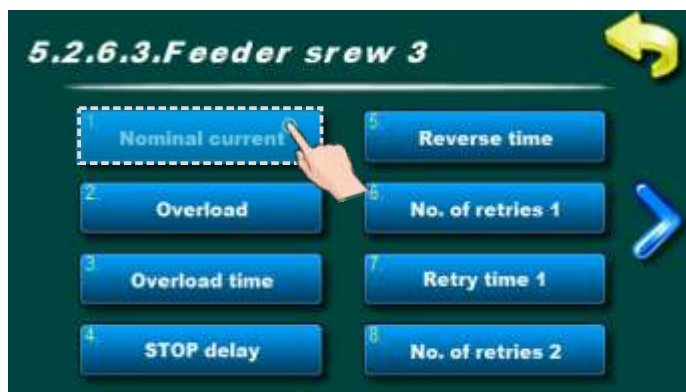 5.2.6.3.Feeder srew 3
1. Nominal current
2. Overload
3. Overload time
4. STOP delay
5. Reverse time
6. No. of retries 1
7. Retry time 1
8. No. of retries 2